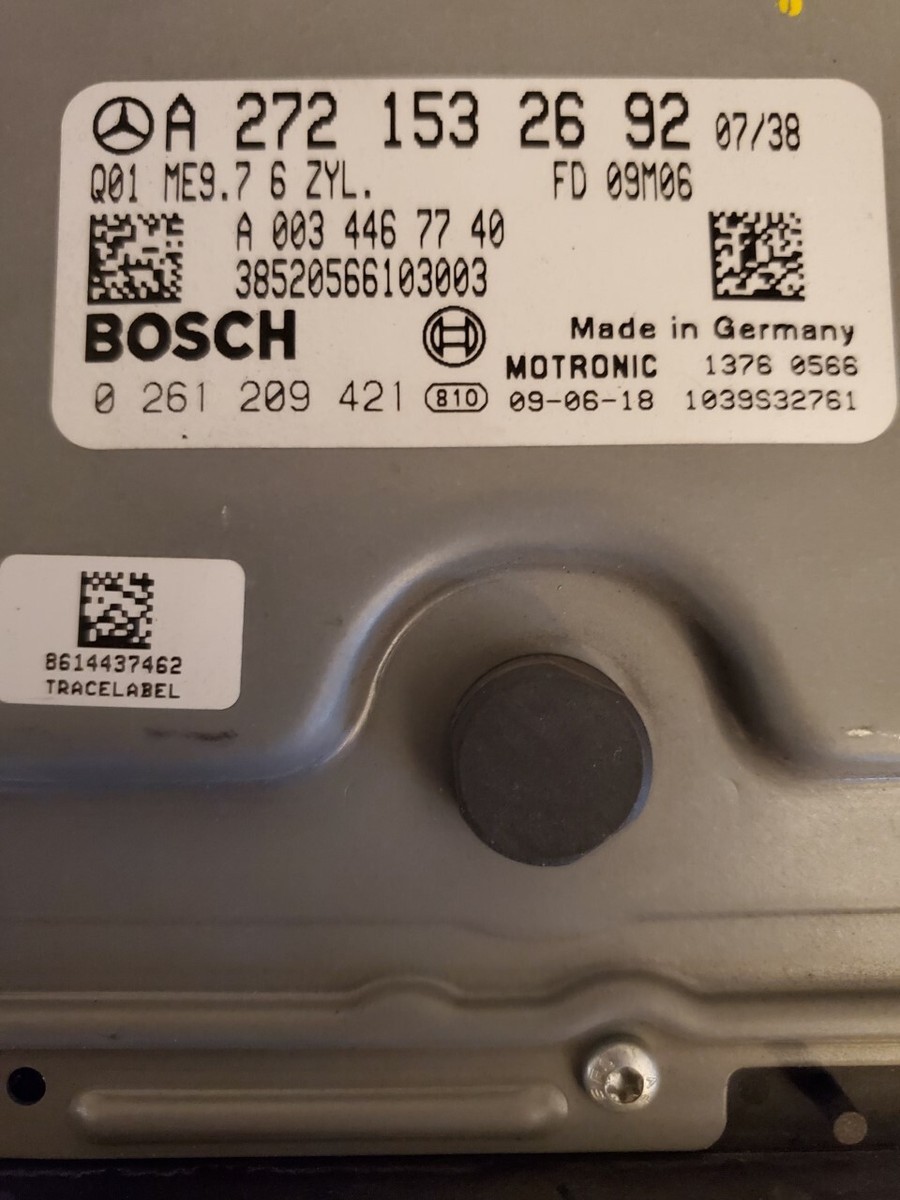 A 272 153 26 92 07/38
Q01 ME9.7 6 ZYL. FD 09M06
A 003 446 77 40
38520566103003
BOSCH
Made in Germany
MOTRONIC 1376 0566
0 261 209 421 810 09-06-18 1039S32761
8614437462
TRACELABEL